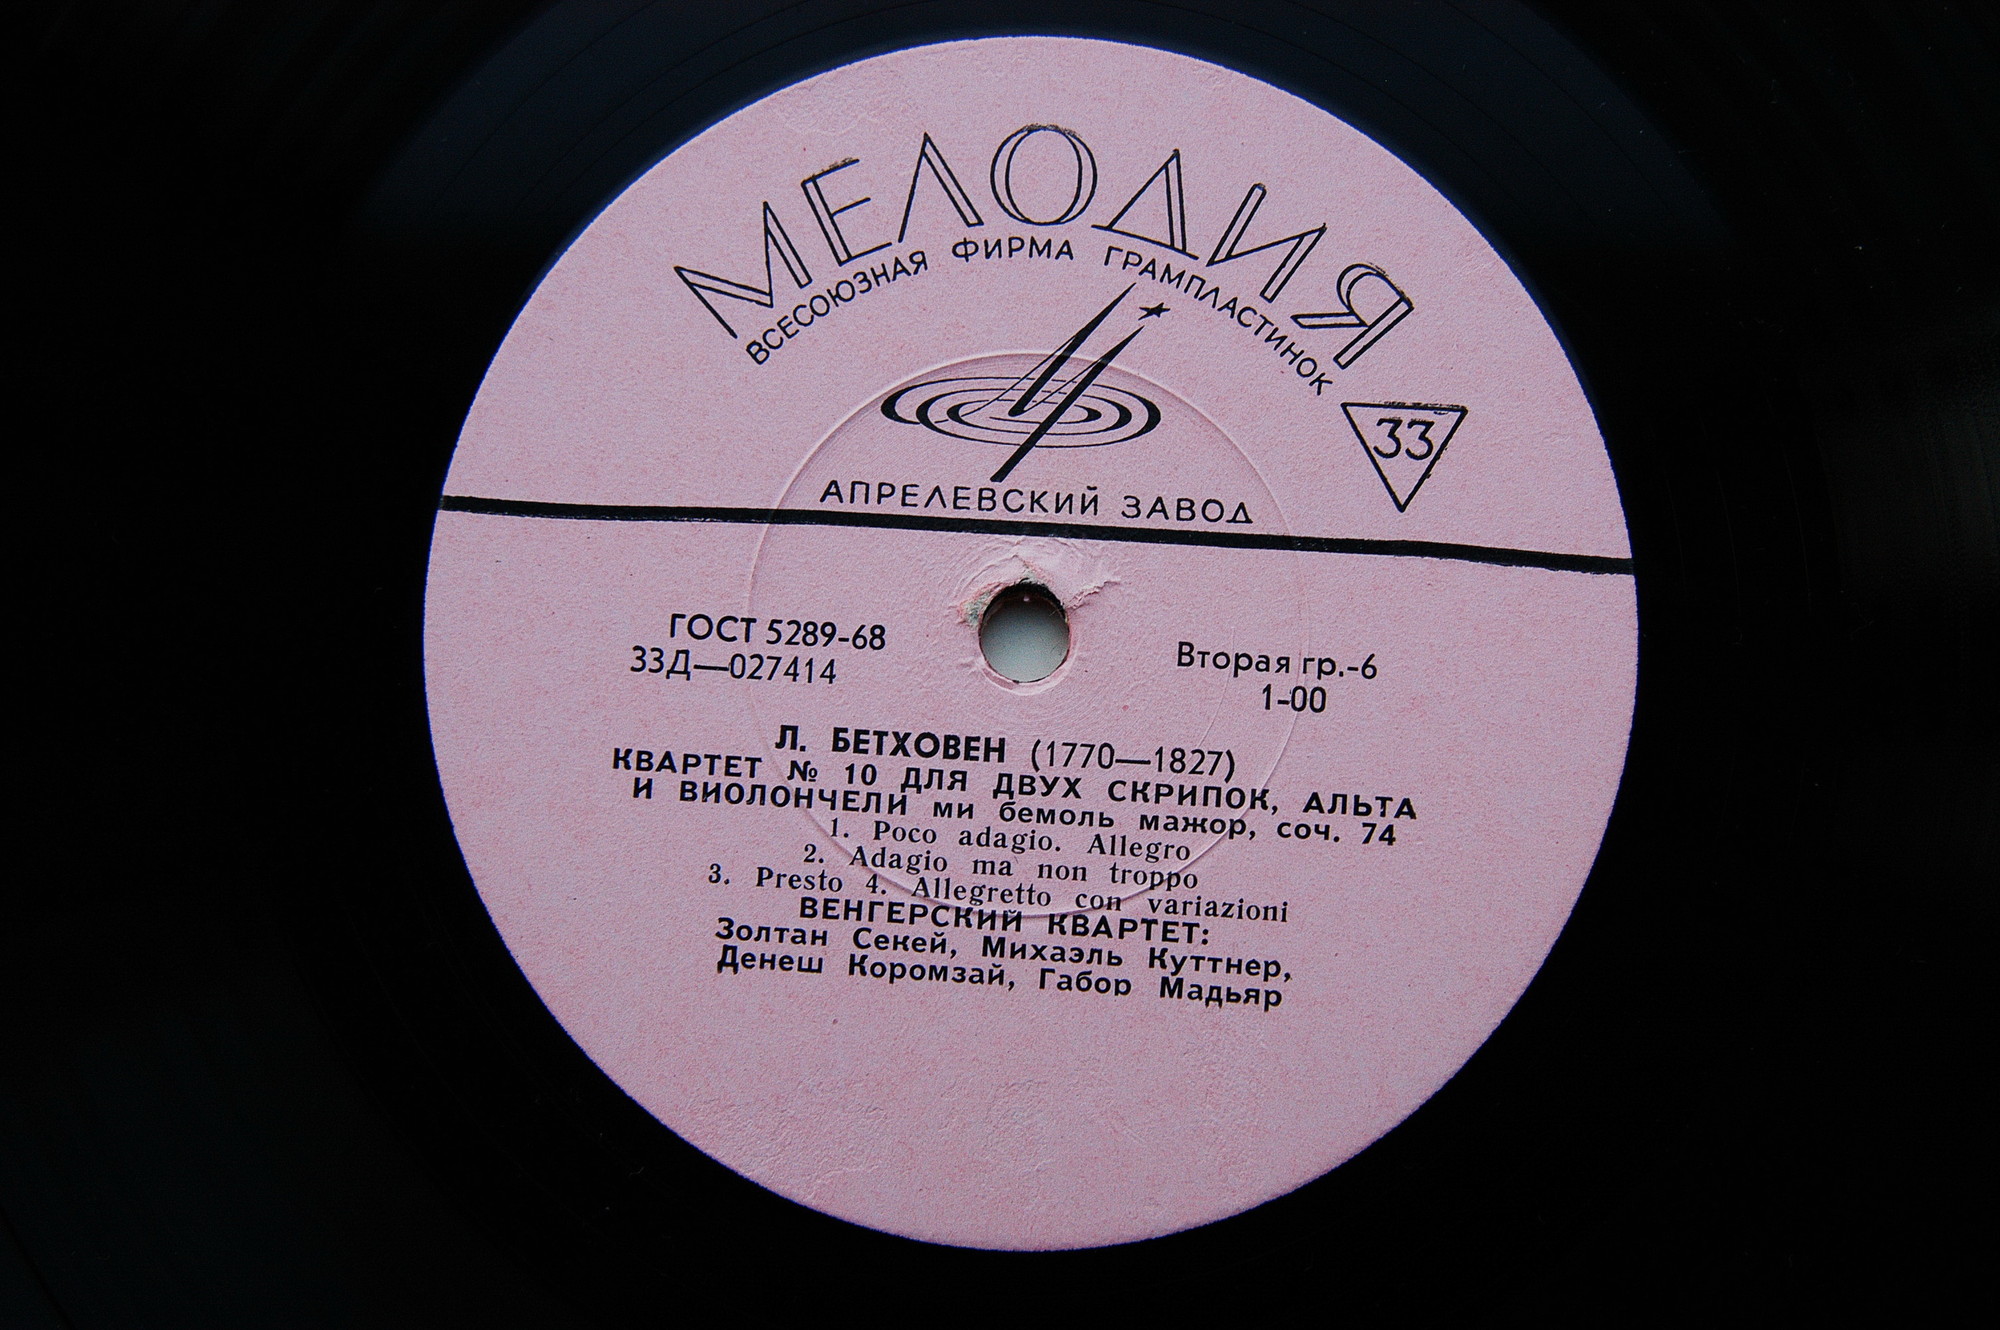 МЕЛОДИЯ
ВСЕСОЮЗНАЯ ФИРМА ГРАМПЛАСТИНОК
33
АПРЕЛЕВСКИЙ ЗАВОД
ГОСТ 5289-68
33Д—027414
Вторая гр.-6
1-00
Л. БЕТХОВЕН (1770—1827)
КВАРТЕТ № 10 ДЛЯ ДВУХ СКРИПОК, АЛЬТА
И ВИОЛОНЧЕЛИ ми бемоль мажор, соч. 74
1. Poco adagio. Allegro
2. Adagio ma non troppo
3. Presto 4. Allegretto con variazioni
ВЕНГЕРСКИЙ КВАРТЕТ:
Золтан Секей, Михаэль Куттнер,
Денеш Коромзай, Габор Мадьяр